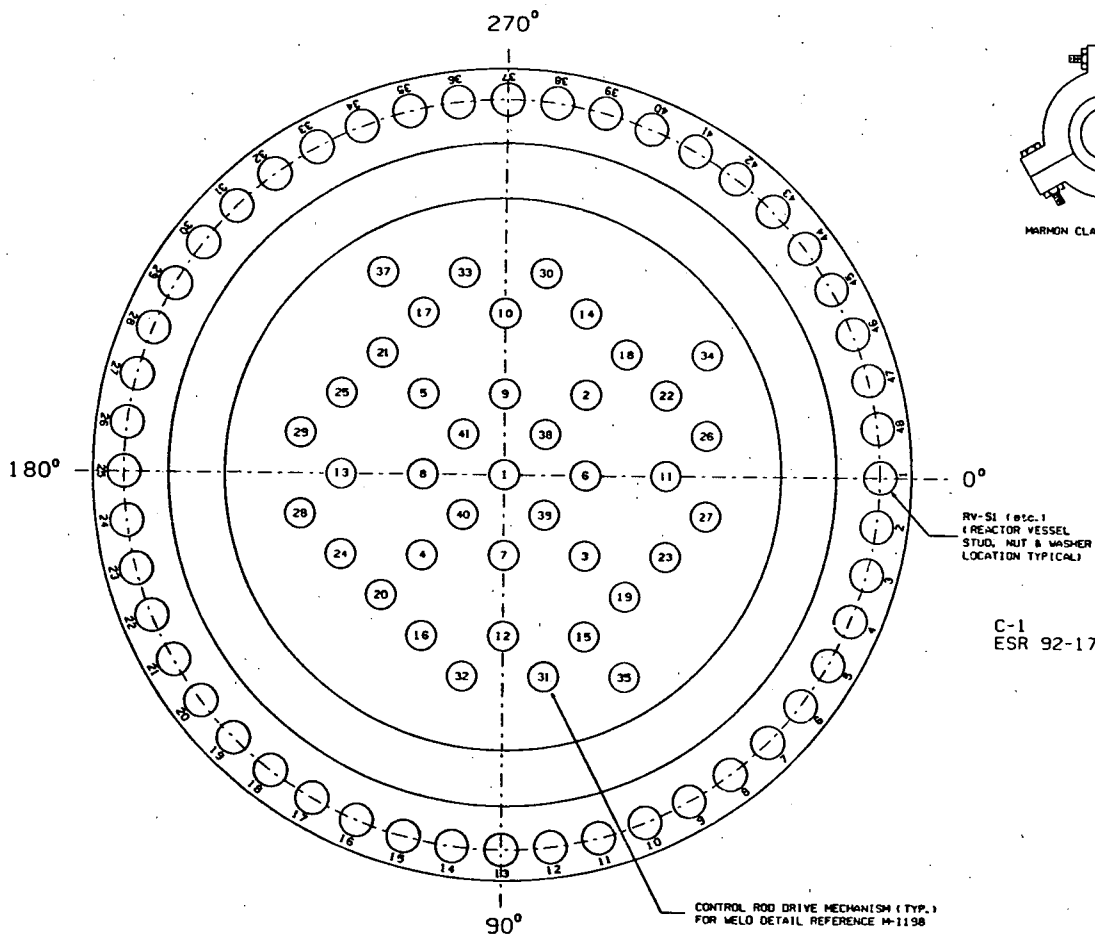 270°
36 37 38
35 39
34 40
33 41
32 42
31 43
30 44
29 45
28 46
27 47
26 48
25 1
24 2
23 3
22 4
21 5
20 6
19 7
18 8
17 9
16 10
15 11
14 13 12
37 33 30
17 10 14
21 18 34
25 5 9 2 22
29 41 38 26
180° 13 8 1 6 11 0°
28 40 39 27
24 4 7 3 23
20 19
16 12 15
32 31 35
90°
MARMON CLA
RV-S1 (etc.)
(REACTOR VESSEL
STUD, NUT & WASHER
LOCATION TYPICAL)
C-1
ESR 92-17
CONTROL ROD DRIVE MECHANISM (TYP.)
FOR WELD DETAIL REFERENCE M-1198